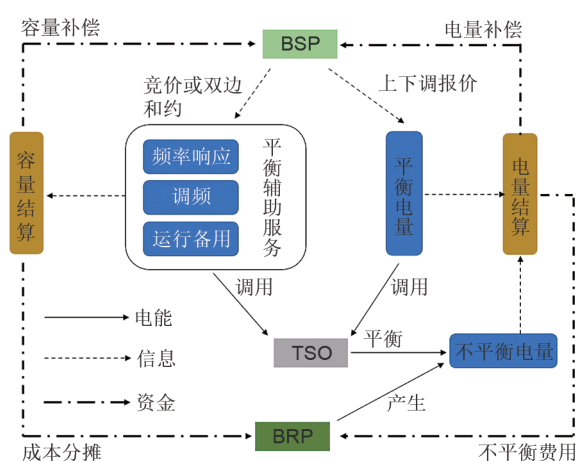 容量补偿
BSP
电量补偿
竞价或双边
和约
上下调报价
容量结算
频率响应
调频
运行备用
平衡辅助服务
平衡电量
电量结算
调用
调用
电能
信息
资金
TSO
平衡
不平衡电量
产生
BRP
成本分摊
不平衡费用